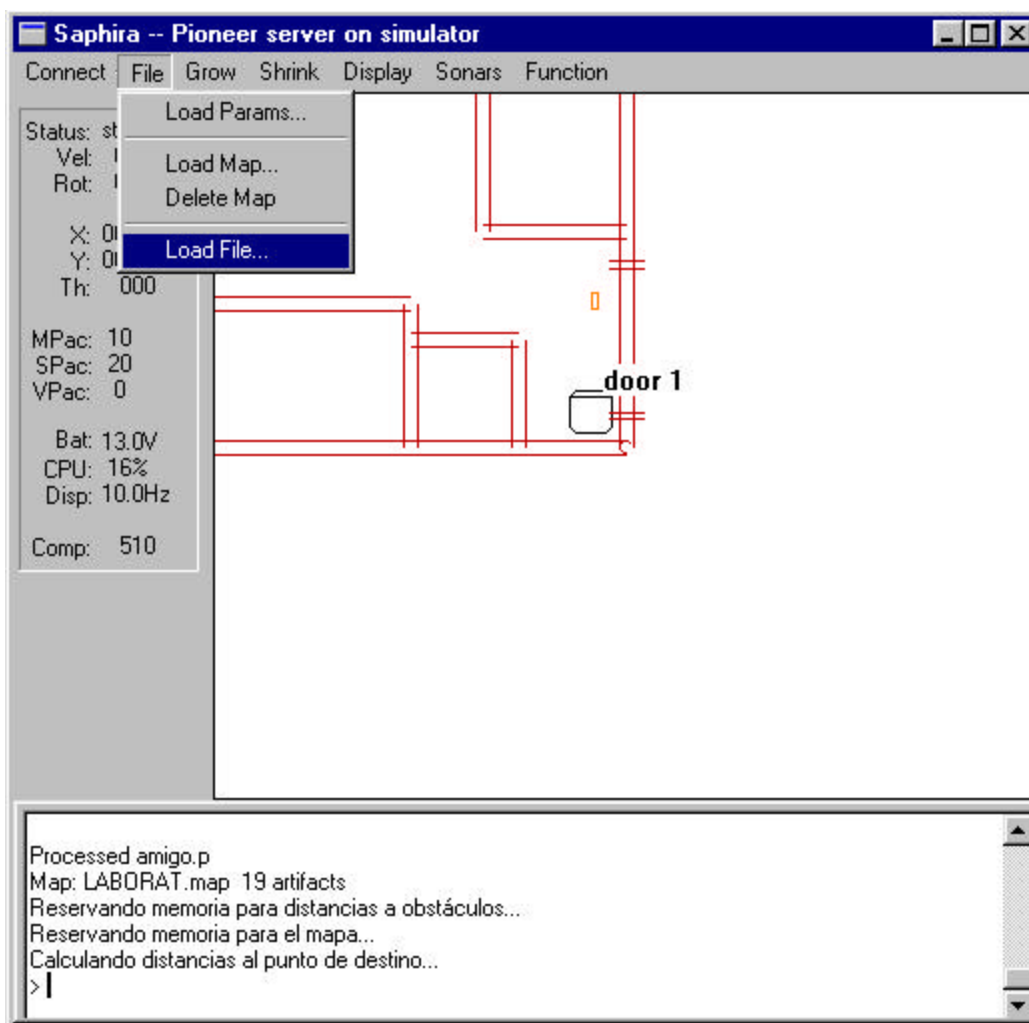 Saphira -- Pioneer server on simulator
Connect File Grow Shrink Display Sonars Function
Load Params...
Load Map...
Delete Map
Load File...
Status: st
Vel:
Rot:
X: 00
Y: 00
Th: 000
MPac: 10
SPac: 20
VPac: 0
Bat: 13.0V
CPU: 16%
Disp: 10.0Hz
Comp: 510
door 1
Processed amigo.p
Map: LABORAT.map 19 artifacts
Reservando memoria para distancias a obstáculos...
Reservando memoria para el mapa...
Calculando distancias al punto de destino...
>